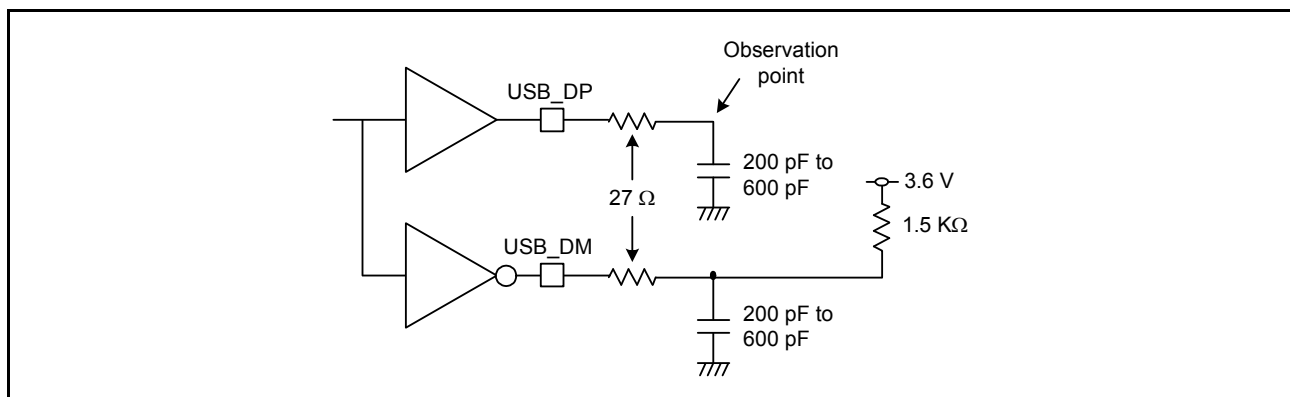 Observation
point
USB_DP
200 pF to
600 pF
3.6 V
27 Ω
1.5 KΩ
USB_DM
200 pF to
600 pF